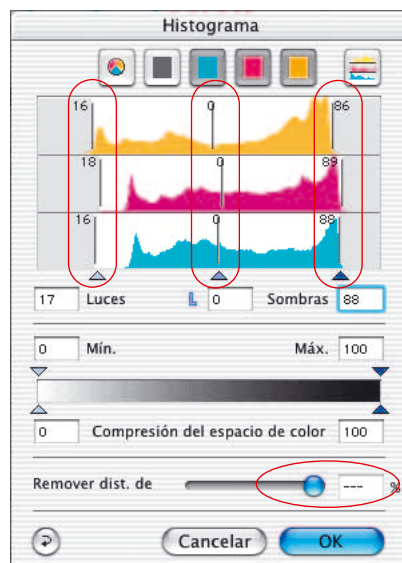 Histograma
16 0 86
18 0 89
16 0 88
17 Luces L 0 Sombras 88
0 Mín. Máx. 100
0 Compresión del espacio de color 100
Remover dist. de --- %
Cancelar OK